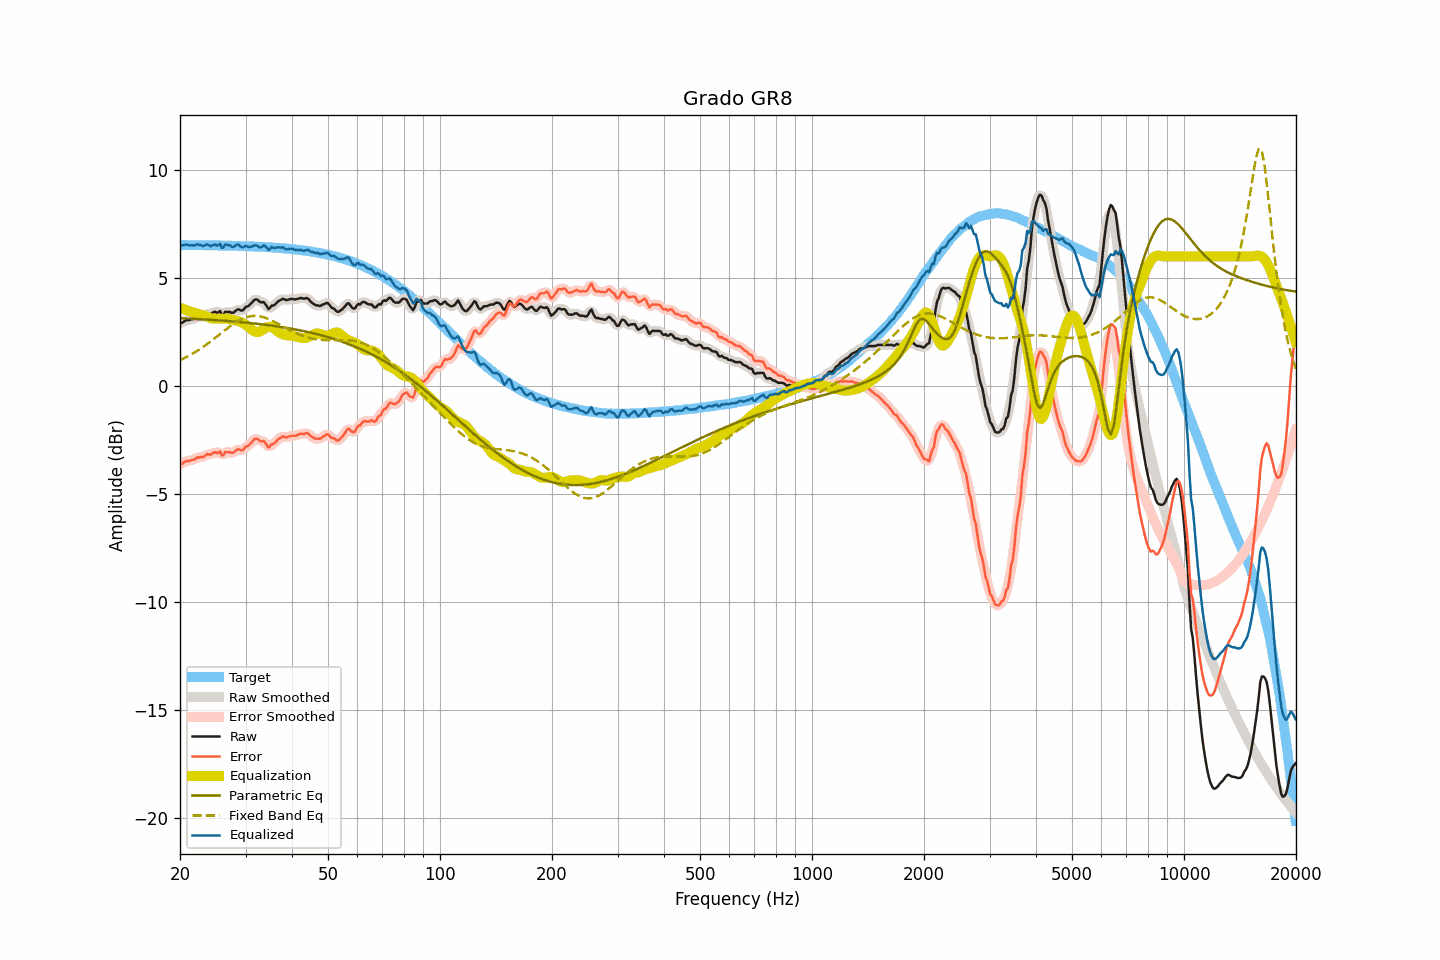 Grado GR8
Amplitude (dBr)
10
5
0
−5
−10
−15
−20
Target
Raw Smoothed
Error Smoothed
Raw
Error
Equalization
Parametric Eq
Fixed Band Eq
Equalized
20 50 100 200 500 1000 2000 5000 10000 20000
Frequency (Hz)